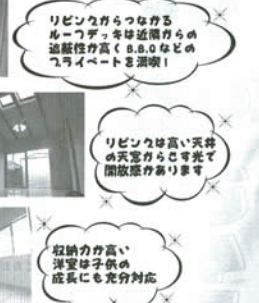 リビングからつながる
ルーフデッキは近隣からの
遮蔽性が高くB.B.Qなどの
プライベートを満喫!
リビングは高い天井
の天窓からこす光で
開放感があります
収納力が高い
洋室は子供の
成長にも充分対応